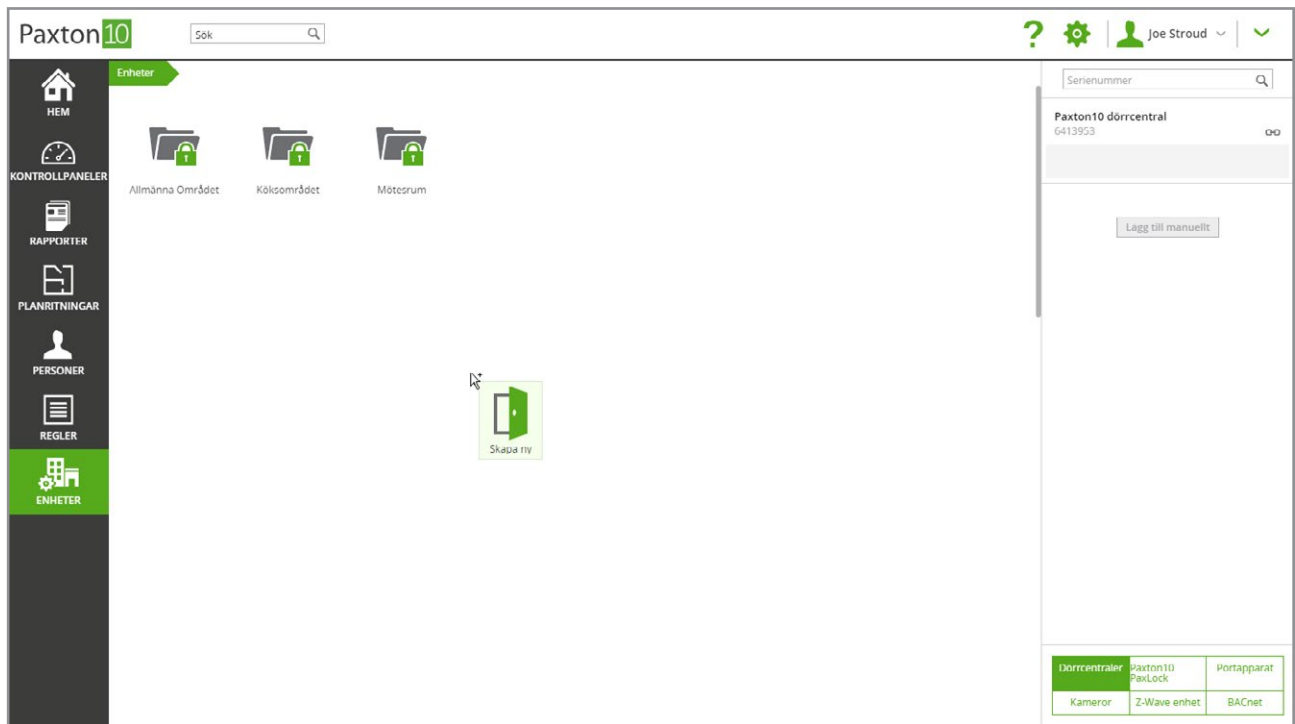 Paxton10
Sök
Joe Stroud
HEM
KONTROLLPANELER
RAPPORTER
PLANRITNINGAR
PERSONER
REGLER
ENHETER
Enheter
Allmänna Området
Köksområdet
Mötesrum
Skapa ny
Serienummer
Paxton10 dörrcentral
6413953
Lägg till manuellt
Dörrcentraler
Paxton10
PaxLock
Portapparat
Kameror
Z-Wave enhet
BACnet